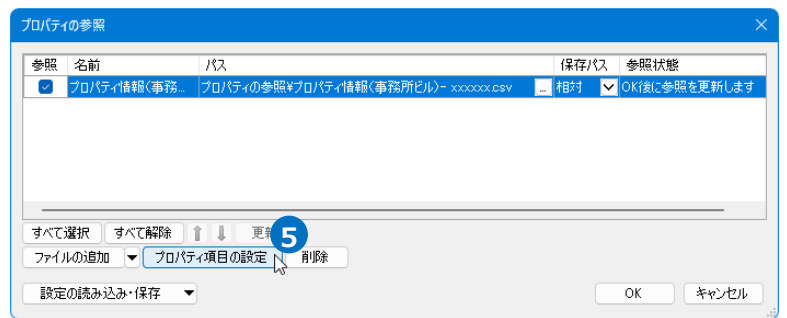 プロパティの参照
参照 名前 パス 保存パス 参照状態
プロパティ情報(事務... プロパティの参照¥プロパティ情報(事務所ビル)- xxxxxx.csv ... 相対 OK後に参照を更新します
すべて選択 すべて解除 更新
5
ファイルの追加 プロパティ項目の設定 削除
設定の読み込み・保存 OK キャンセル